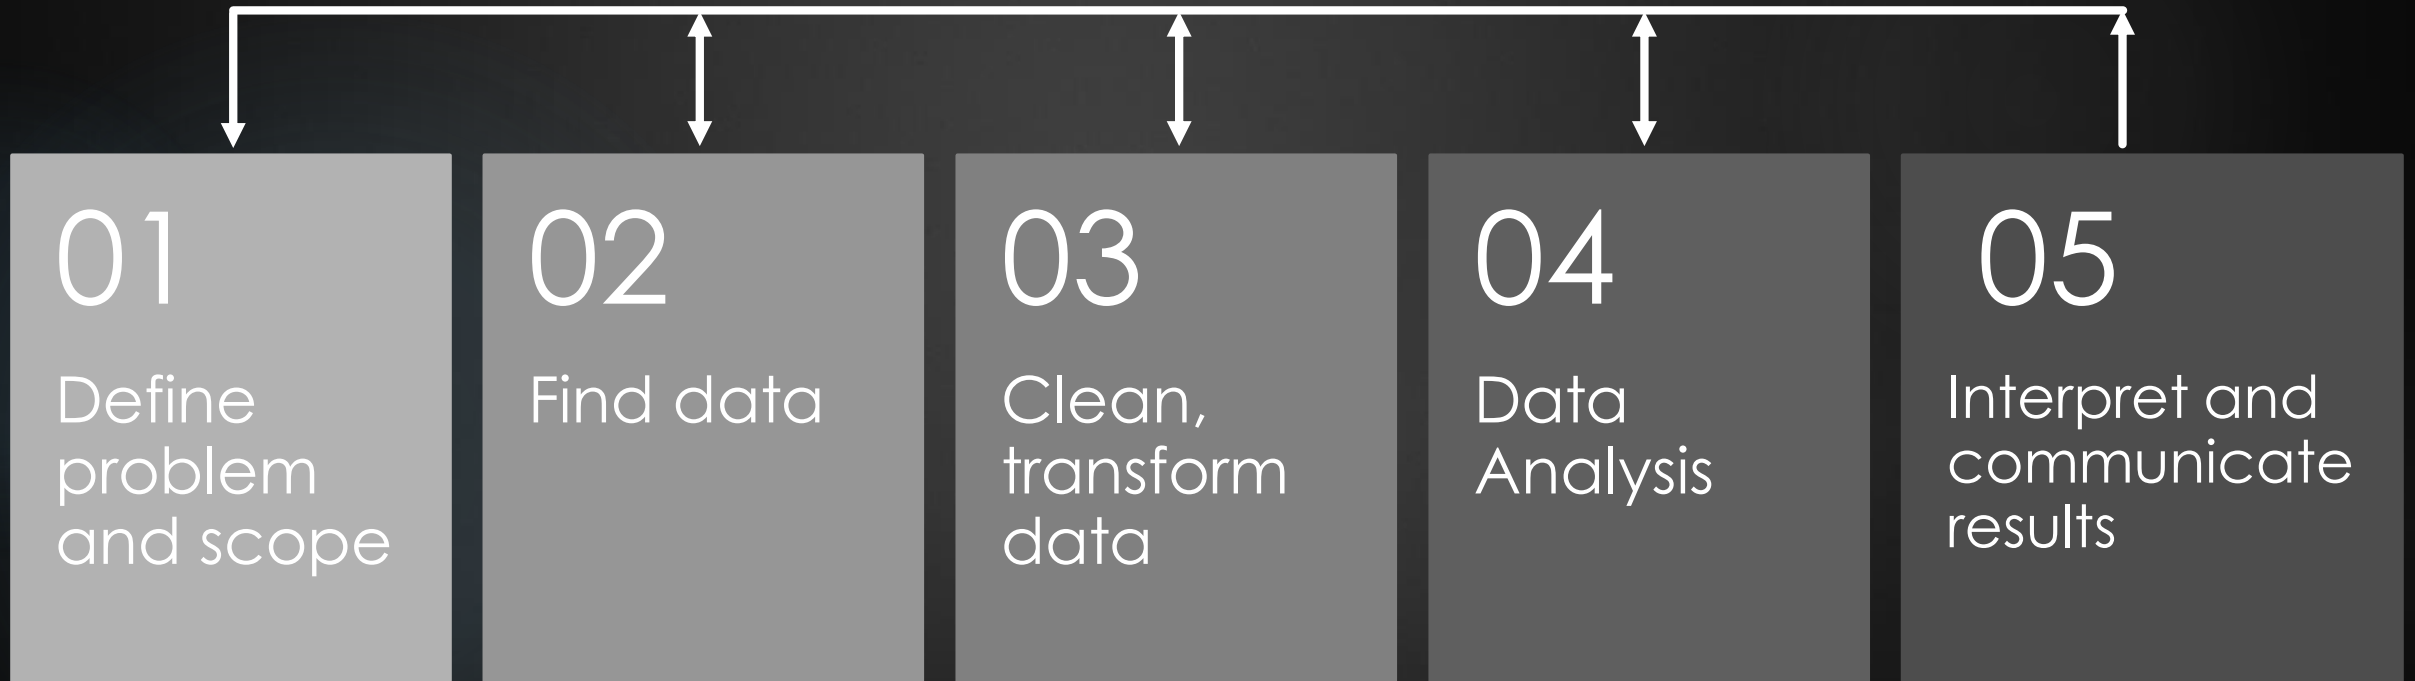 01
Define
problem
and scope
02
Find data
03
Clean,
transform
data
04
Data
Analysis
05
Interpret and
communicate
results